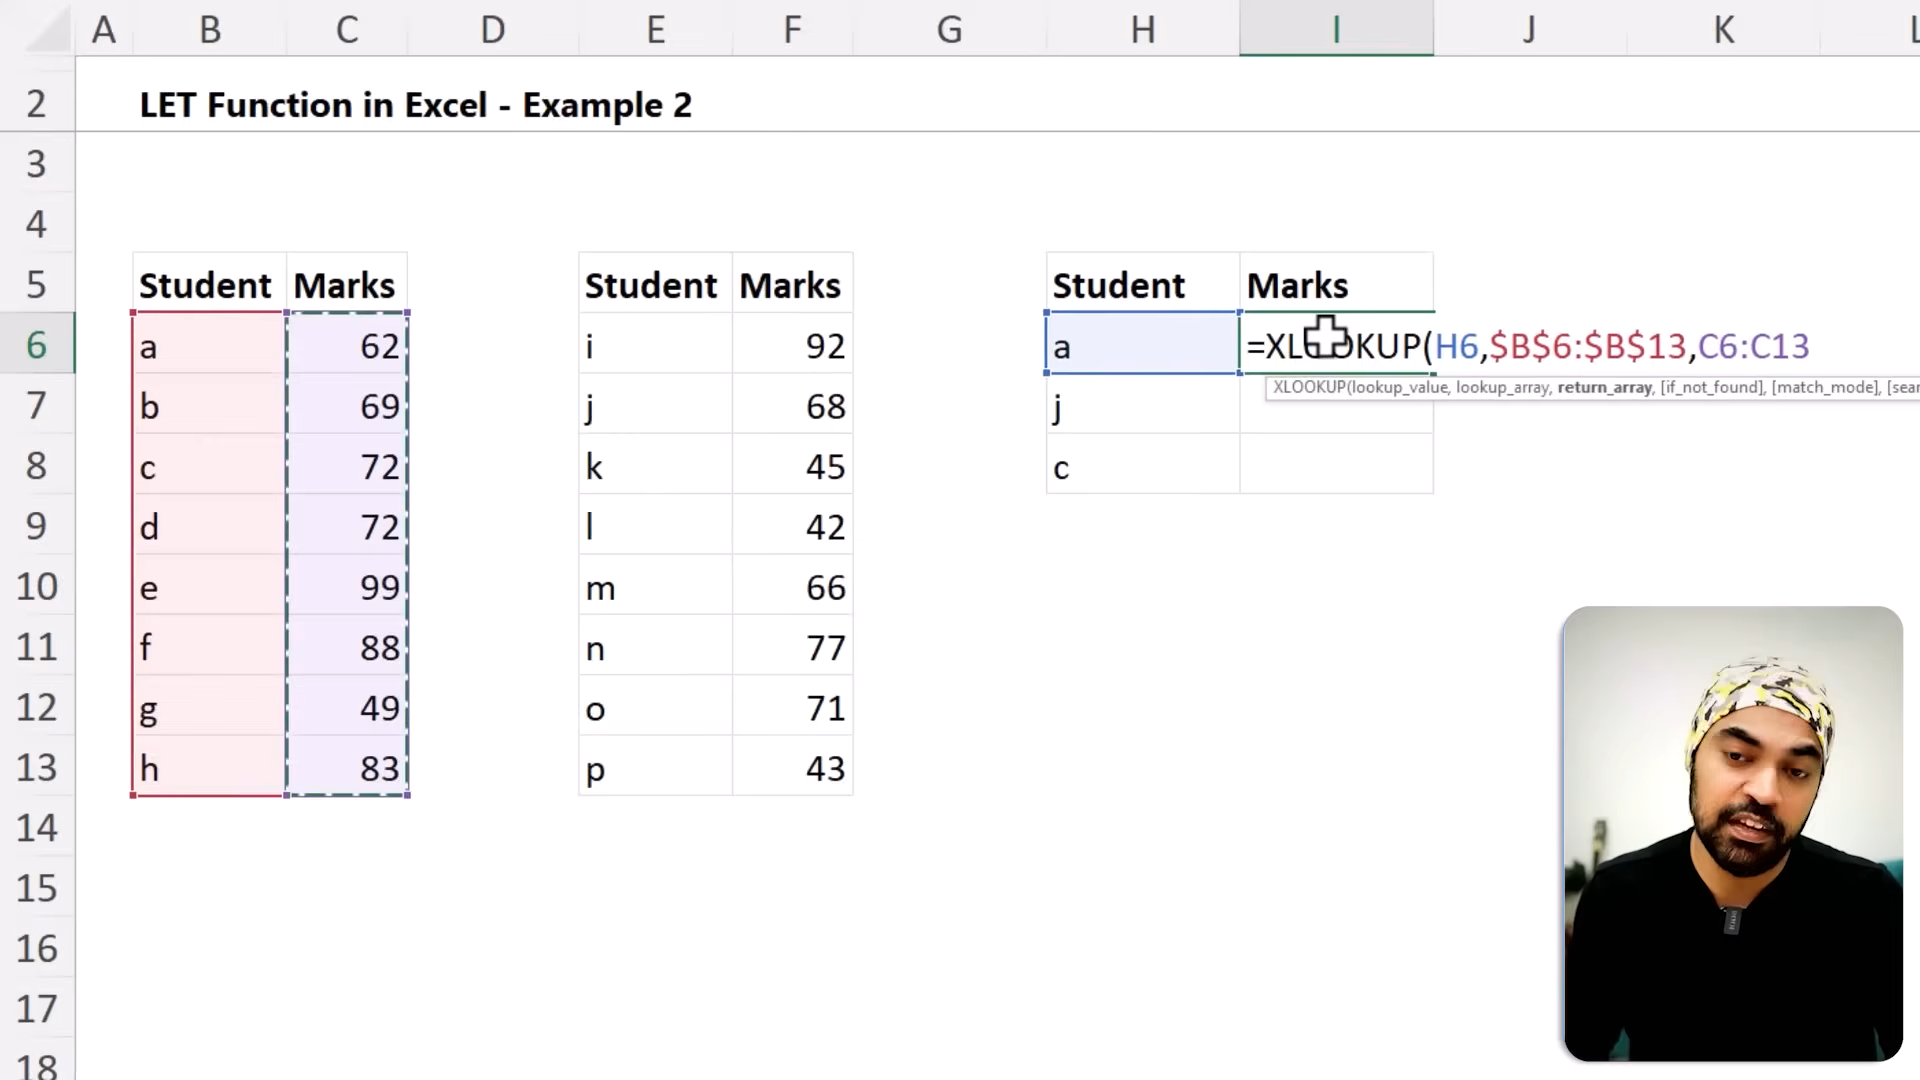 A B C D E F G H I J K L
2 LET Function in Excel - Example 2
3
4
5 Student Marks Student Marks Student Marks
6 a 62 i 92 a =XLOOKUP(H6,$B$6:$B$13,C6:C13
XLOOKUP(lookup_value, lookup_array, return_array, [if_not_found], [match_mode], [sear
7 b 69 j 68 j
8 c 72 k 45 c
9 d 72 l 42
10 e 99 m 66
11 f 88 n 77
12 g 49 o 71
13 h 83 p 43
14
15
16
17
18